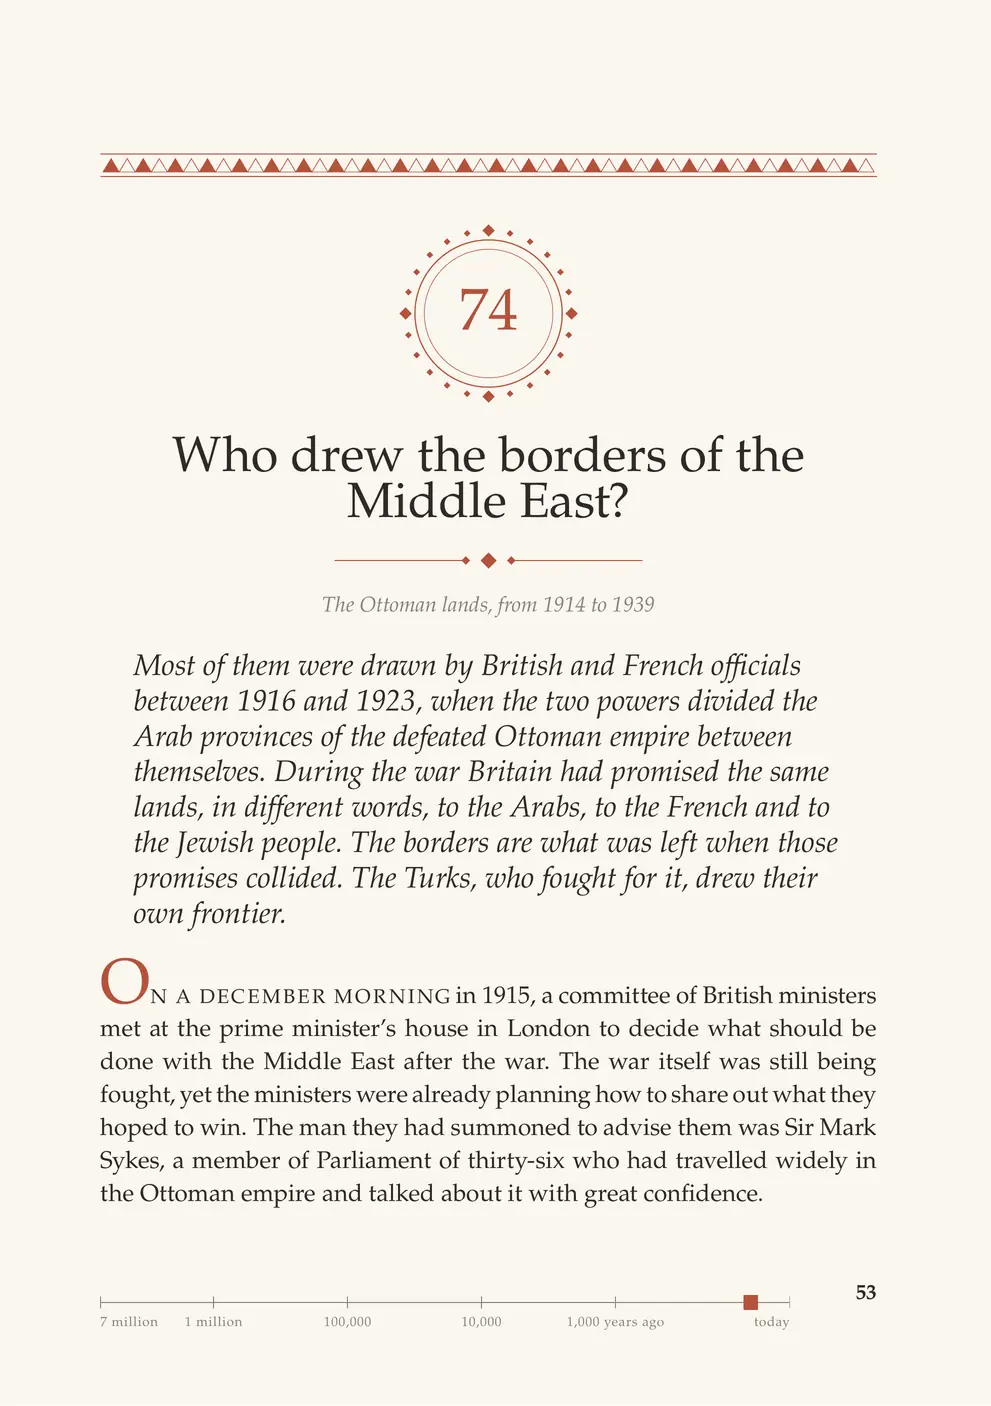 74
Who drew the borders of the
Middle East?
The Ottoman lands, from 1914 to 1939
Most of them were drawn by British and French officials
between 1916 and 1923, when the two powers divided the
Arab provinces of the defeated Ottoman empire between
themselves. During the war Britain had promised the same
lands, in different words, to the Arabs, to the French and to
the Jewish people. The borders are what was left when those
promises collided. The Turks, who fought for it, drew their
own frontier.
ON A DECEMBER MORNING in 1915, a committee of British ministers
met at the prime minister’s house in London to decide what should be
done with the Middle East after the war. The war itself was still being
fought, yet the ministers were already planning how to share out what they
hoped to win. The man they had summoned to advise them was Sir Mark
Sykes, a member of Parliament of thirty-six who had travelled widely in
the Ottoman empire and talked about it with great confidence.
53
7 million 1 million 100,000 10,000 1,000 years ago today